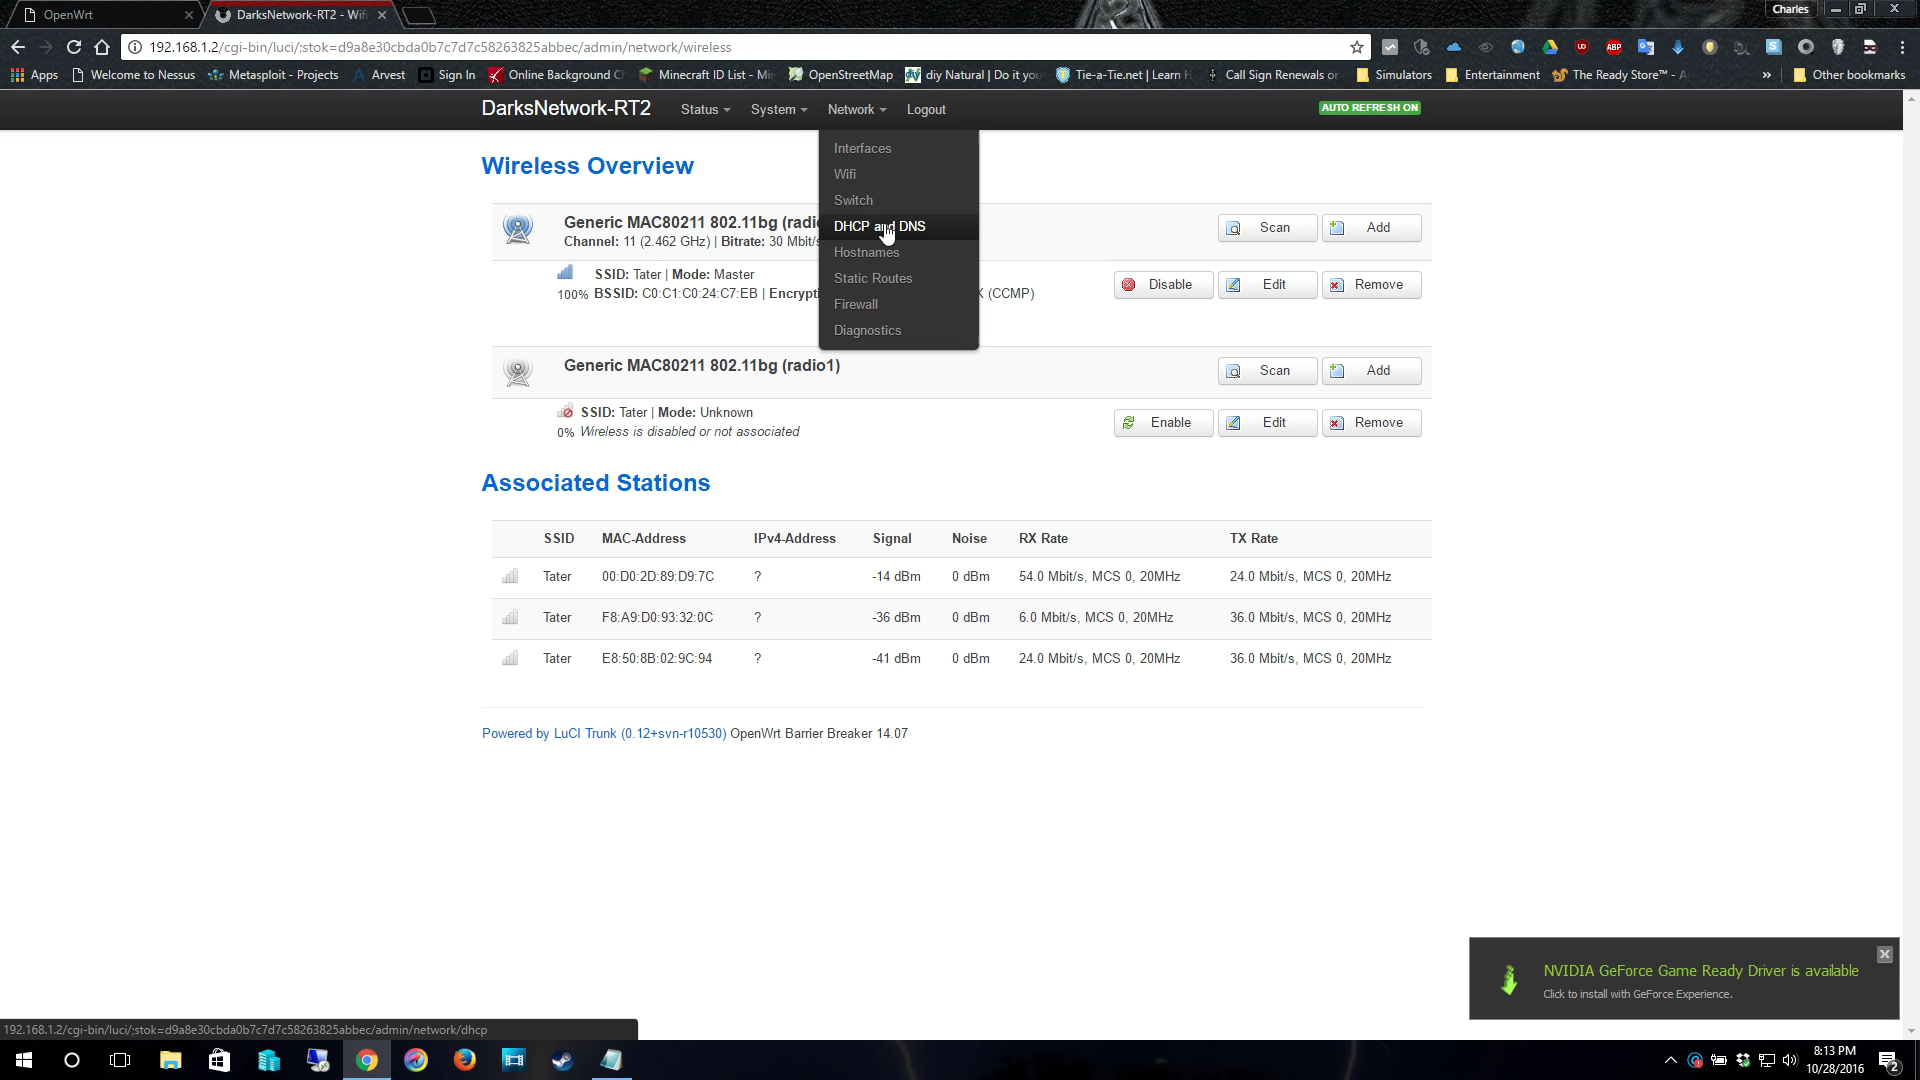 OpenWrt
DarksNetwork-RT2 - Wifi
Charles
192.168.1.2/cgi-bin/luci/;stok=d9a8e30cbda0b7c7d7c58263825abbec/admin/network/wireless
Apps
Welcome to Nessus
Metasploit - Projects
Arvest
Sign In
Online Background C
Minecraft ID List - Mi
OpenStreetMap
diy Natural | Do it you
Tie-a-Tie.net | Learn H
Call Sign Renewals or
Simulators
Entertainment
The Ready Store™ - A
Other bookmarks
DarksNetwork-RT2
Status
System
Network
Logout
AUTO REFRESH ON
Interfaces
Wifi
Switch
DHCP and DNS
Hostnames
Static Routes
Firewall
Diagnostics
Wireless Overview
Generic MAC80211 802.11bg (radio
Channel: 11 (2.462 GHz) | Bitrate: 30 Mbit/s
Scan
Add
SSID: Tater | Mode: Master
100% BSSID: C0:C1:C0:24:C7:EB | Encrypti
K (CCMP)
Disable
Edit
Remove
Generic MAC80211 802.11bg (radio1)
Scan
Add
SSID: Tater | Mode: Unknown
0% Wireless is disabled or not associated
Enable
Edit
Remove
Associated Stations
SSID MAC-Address IPv4-Address Signal Noise RX Rate TX Rate
Tater 00:D0:2D:89:D9:7C ? -14 dBm 0 dBm 54.0 Mbit/s, MCS 0, 20MHz 24.0 Mbit/s, MCS 0, 20MHz
Tater F8:A9:D0:93:32:0C ? -36 dBm 0 dBm 6.0 Mbit/s, MCS 0, 20MHz 36.0 Mbit/s, MCS 0, 20MHz
Tater E8:50:8B:02:9C:94 ? -41 dBm 0 dBm 24.0 Mbit/s, MCS 0, 20MHz 36.0 Mbit/s, MCS 0, 20MHz
Powered by LuCI Trunk (0.12+svn-r10530) OpenWrt Barrier Breaker 14.07
NVIDIA GeForce Game Ready Driver is available
Click to install with GeForce Experience.
192.168.1.2/cgi-bin/luci/;stok=d9a8e30cbda0b7c7d7c58263825abbec/admin/network/dhcp
8:13 PM
10/28/2016
2